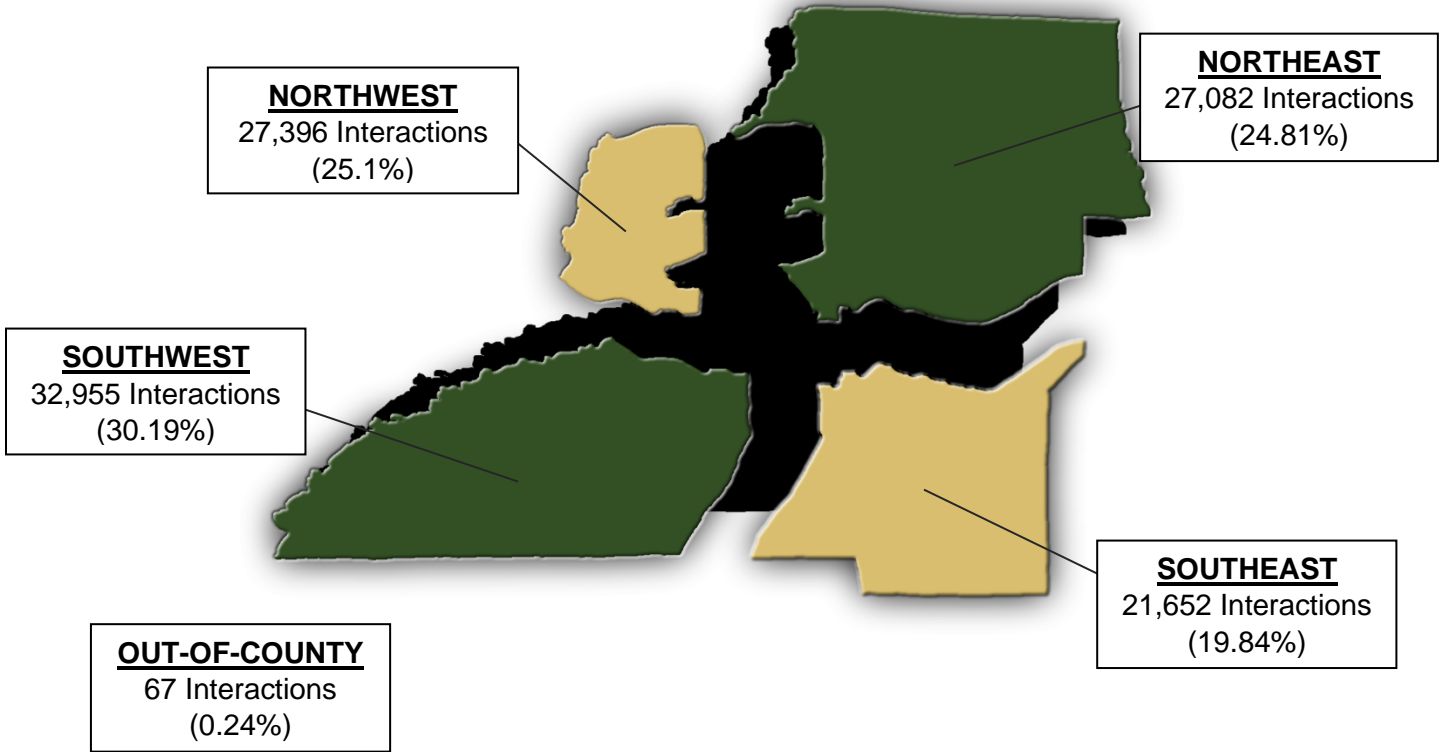 NORTHWEST
27,396 Interactions
(25.1%)
NORTHEAST
27,082 Interactions
(24.81%)
SOUTHWEST
32,955 Interactions
(30.19%)
SOUTHEAST
21,652 Interactions
(19.84%)
OUT-OF-COUNTY
67 Interactions
(0.24%)